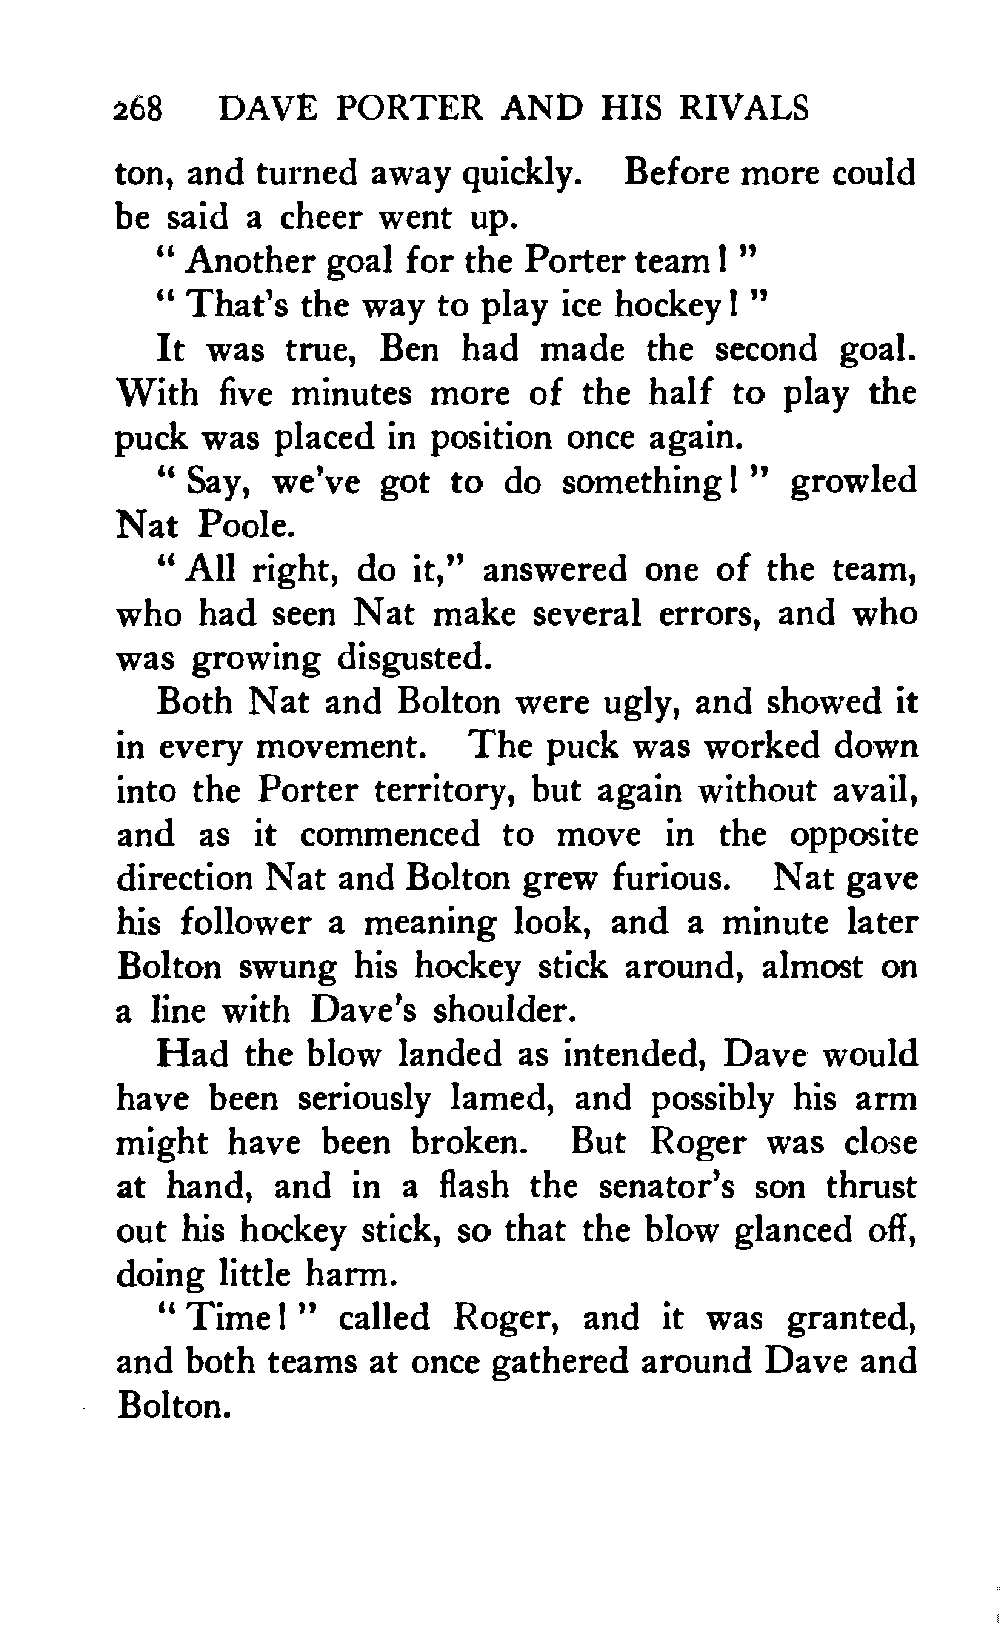 268 DAVE PORTER AND HIS RIVALS
ton, and turned away quickly. Before more could
be said a cheer went up.
“ Another goal for the Porter team! ”
“ That’s the way to play ice hockey! ”
It was true, Ben had made the second goal.
With five minutes more of the half to play the
puck was placed in position once again.
“ Say, we’ve got to do something! ” growled
Nat Poole.
“ All right, do it,” answered one of the team,
who had seen Nat make several errors, and who
was growing disgusted.
Both Nat and Bolton were ugly, and showed it
in every movement. The puck was worked down
into the Porter territory, but again without avail,
and as it commenced to move in the opposite
direction Nat and Bolton grew furious. Nat gave
his follower a meaning look, and a minute later
Bolton swung his hockey stick around, almost on
a line with Dave’s shoulder.
Had the blow landed as intended, Dave would
have been seriously lamed, and possibly his arm
might have been broken. But Roger was close
at hand, and in a flash the senator’s son thrust
out his hockey stick, so that the blow glanced off,
doing little harm.
“ Time! ” called Roger, and it was granted,
and both teams at once gathered around Dave and
Bolton.